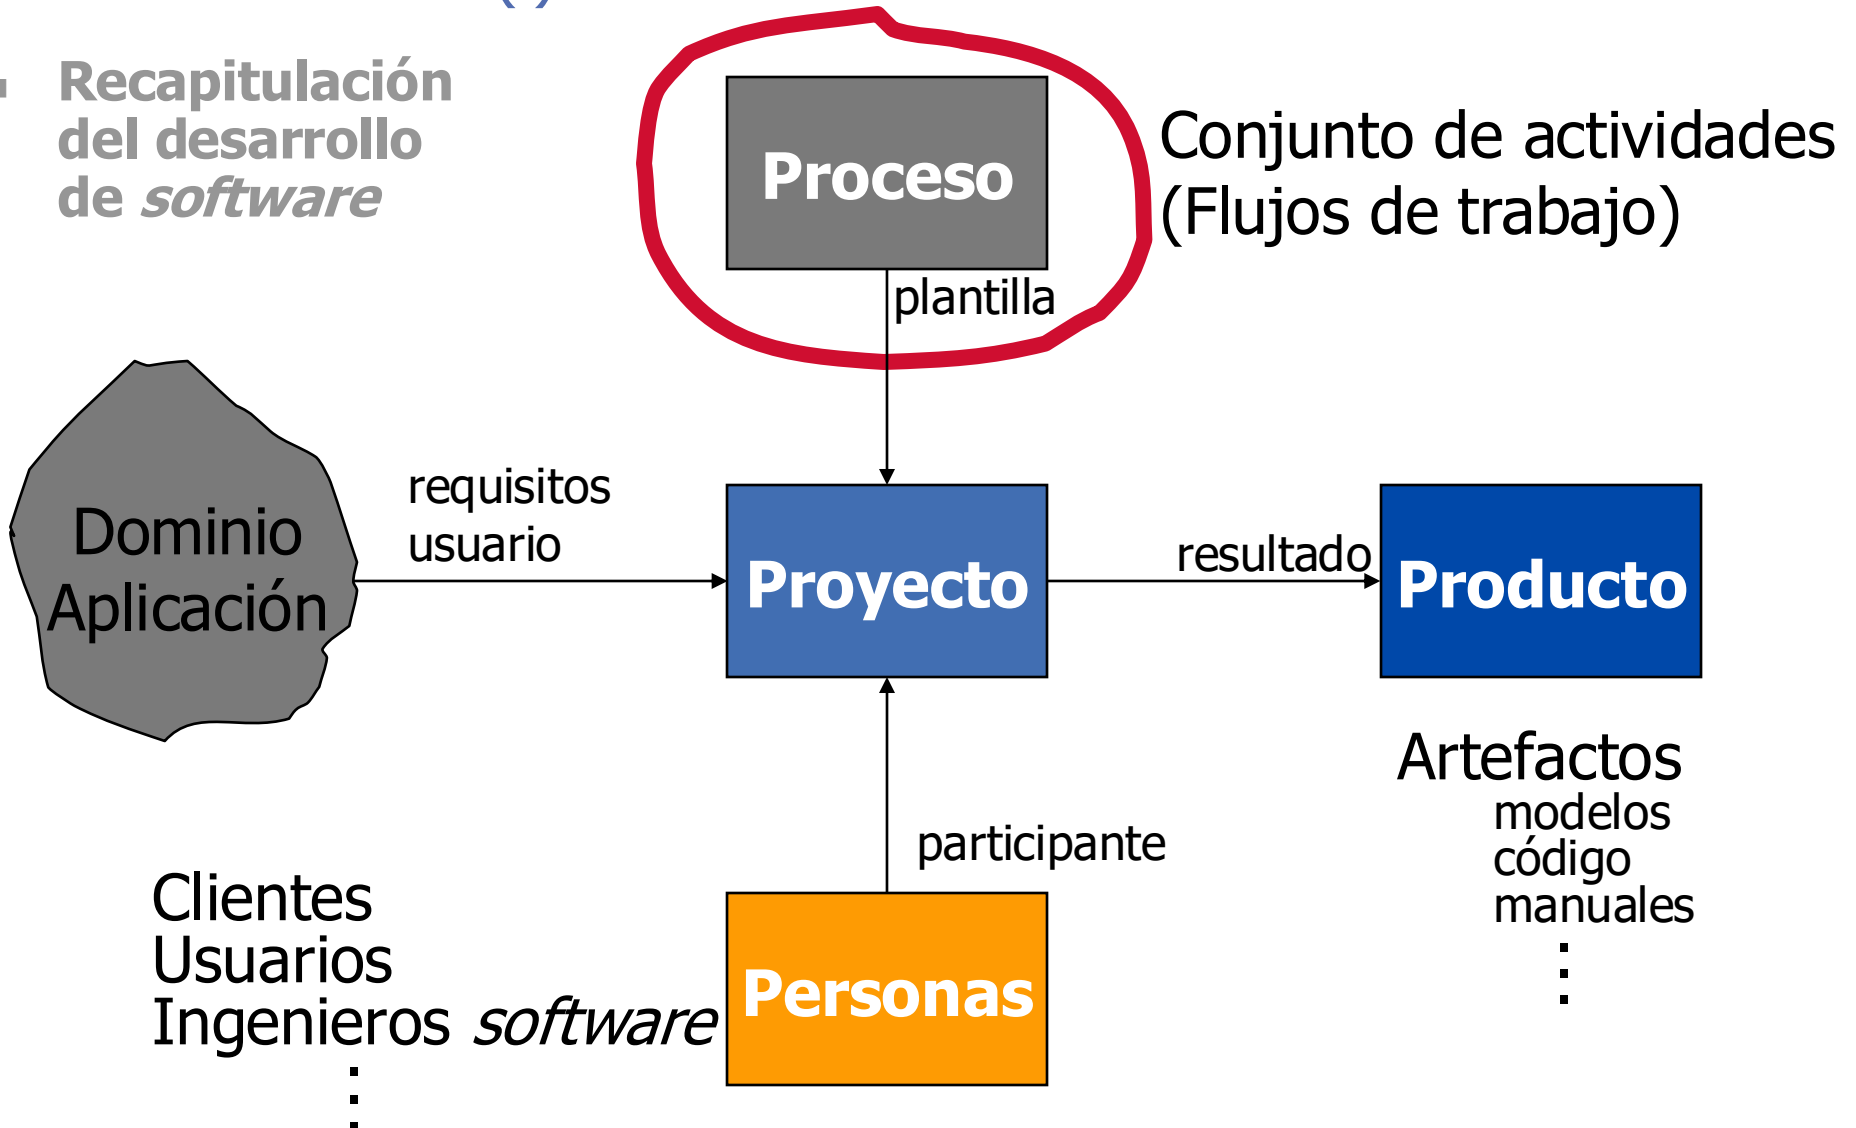 Recapitulación
del desarrollo
de software
Proceso
Conjunto de actividades
(Flujos de trabajo)
plantilla
Dominio
Aplicación
requisitos
usuario
Proyecto
resultado
Producto
Artefactos
modelos
código
manuales
participante
Clientes
Usuarios
Ingenieros software
Personas